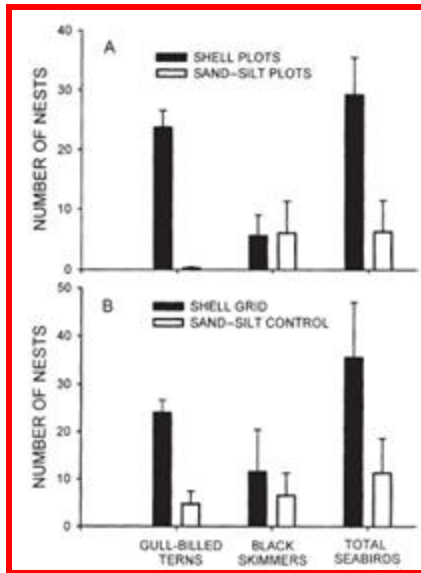 A
SHELL PLOTS
SAND-SILT PLOTS
NUMBER OF NESTS
40
30
20
10
0
B
SHELL GRID
SAND-SILT CONTROL
NUMBER OF NESTS
50
40
30
20
10
0
GULL-BILLED TERNS
BLACK SKIMMERS
TOTAL SEABIRDS